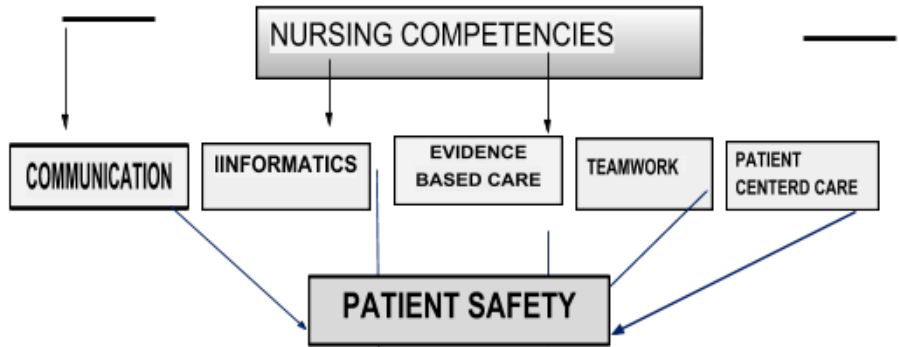 NURSING COMPETENCIES
COMMUNICATION
IINFORMATICS
EVIDENCE
BASED CARE
TEAMWORK
PATIENT
CENTERD CARE
PATIENT SAFETY